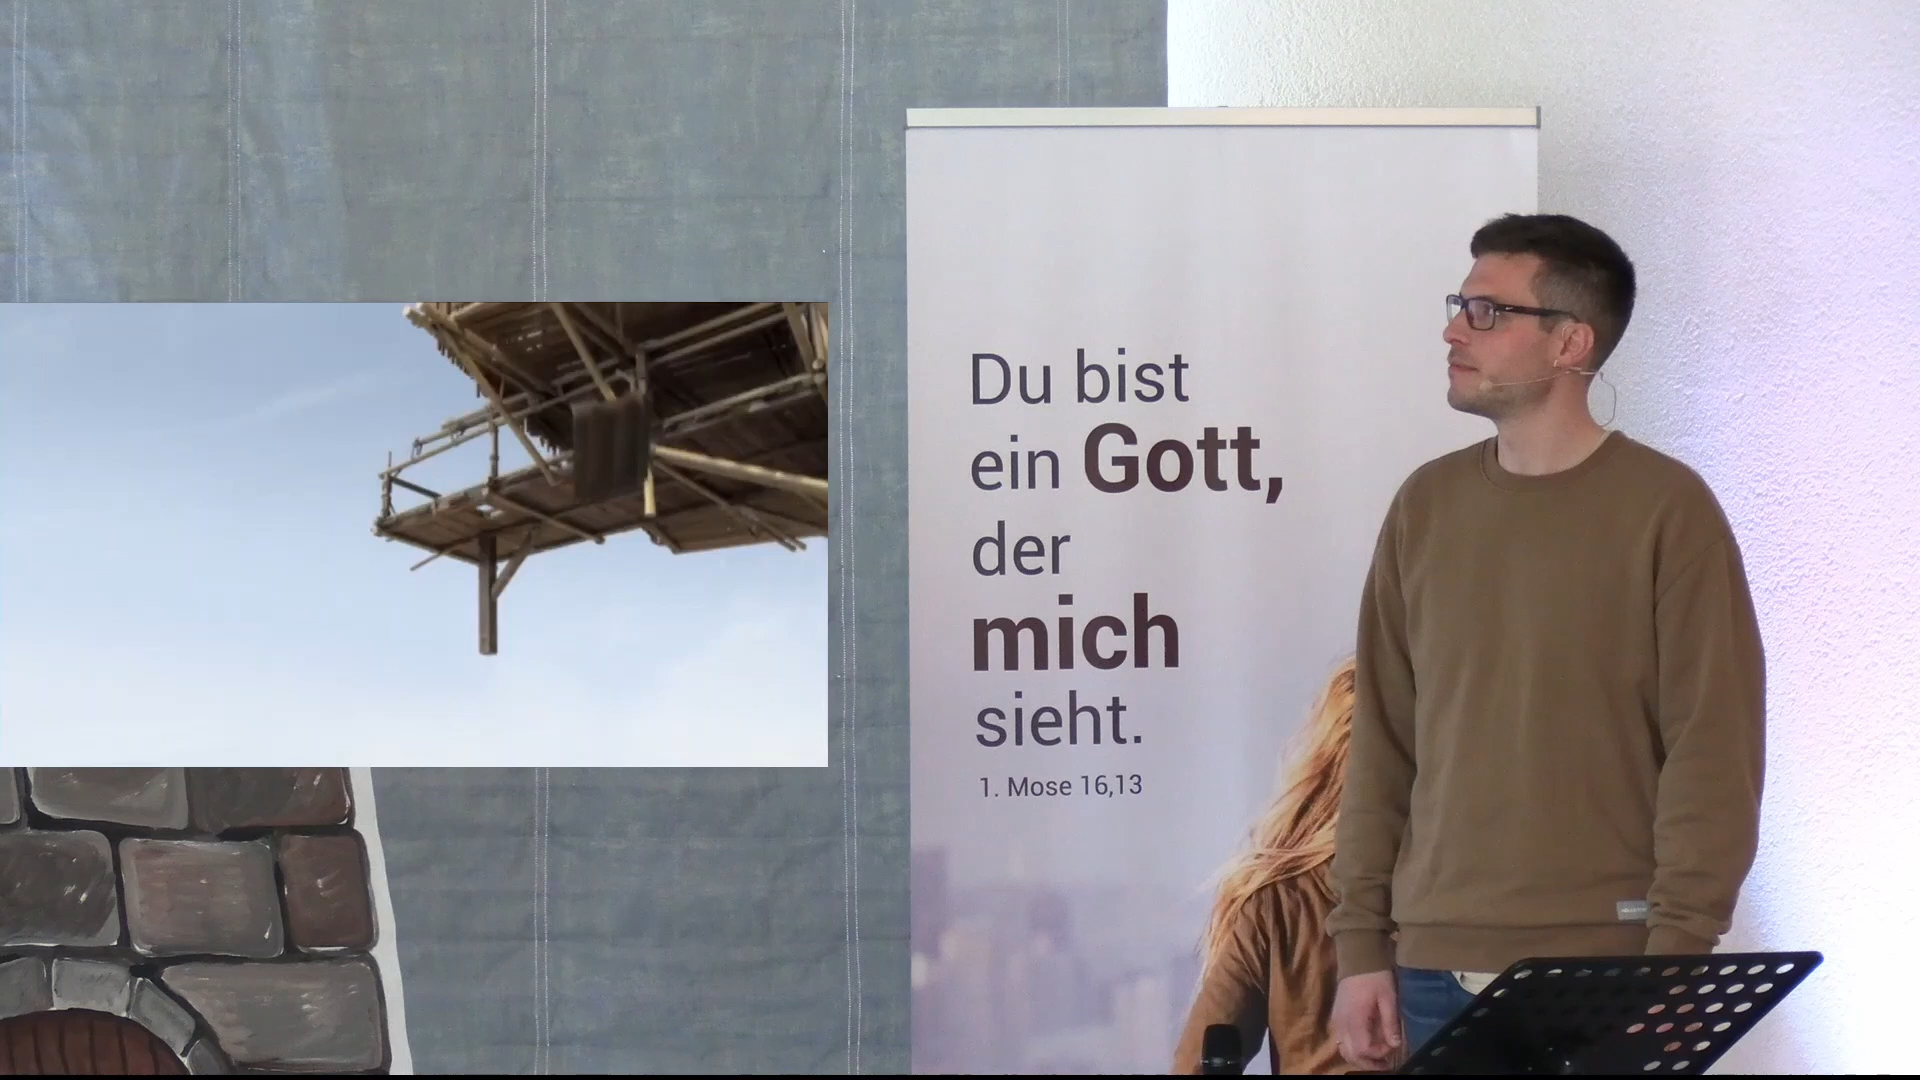 Du bist
ein Gott,
der
mich
sieht.
1. Mose 16,13